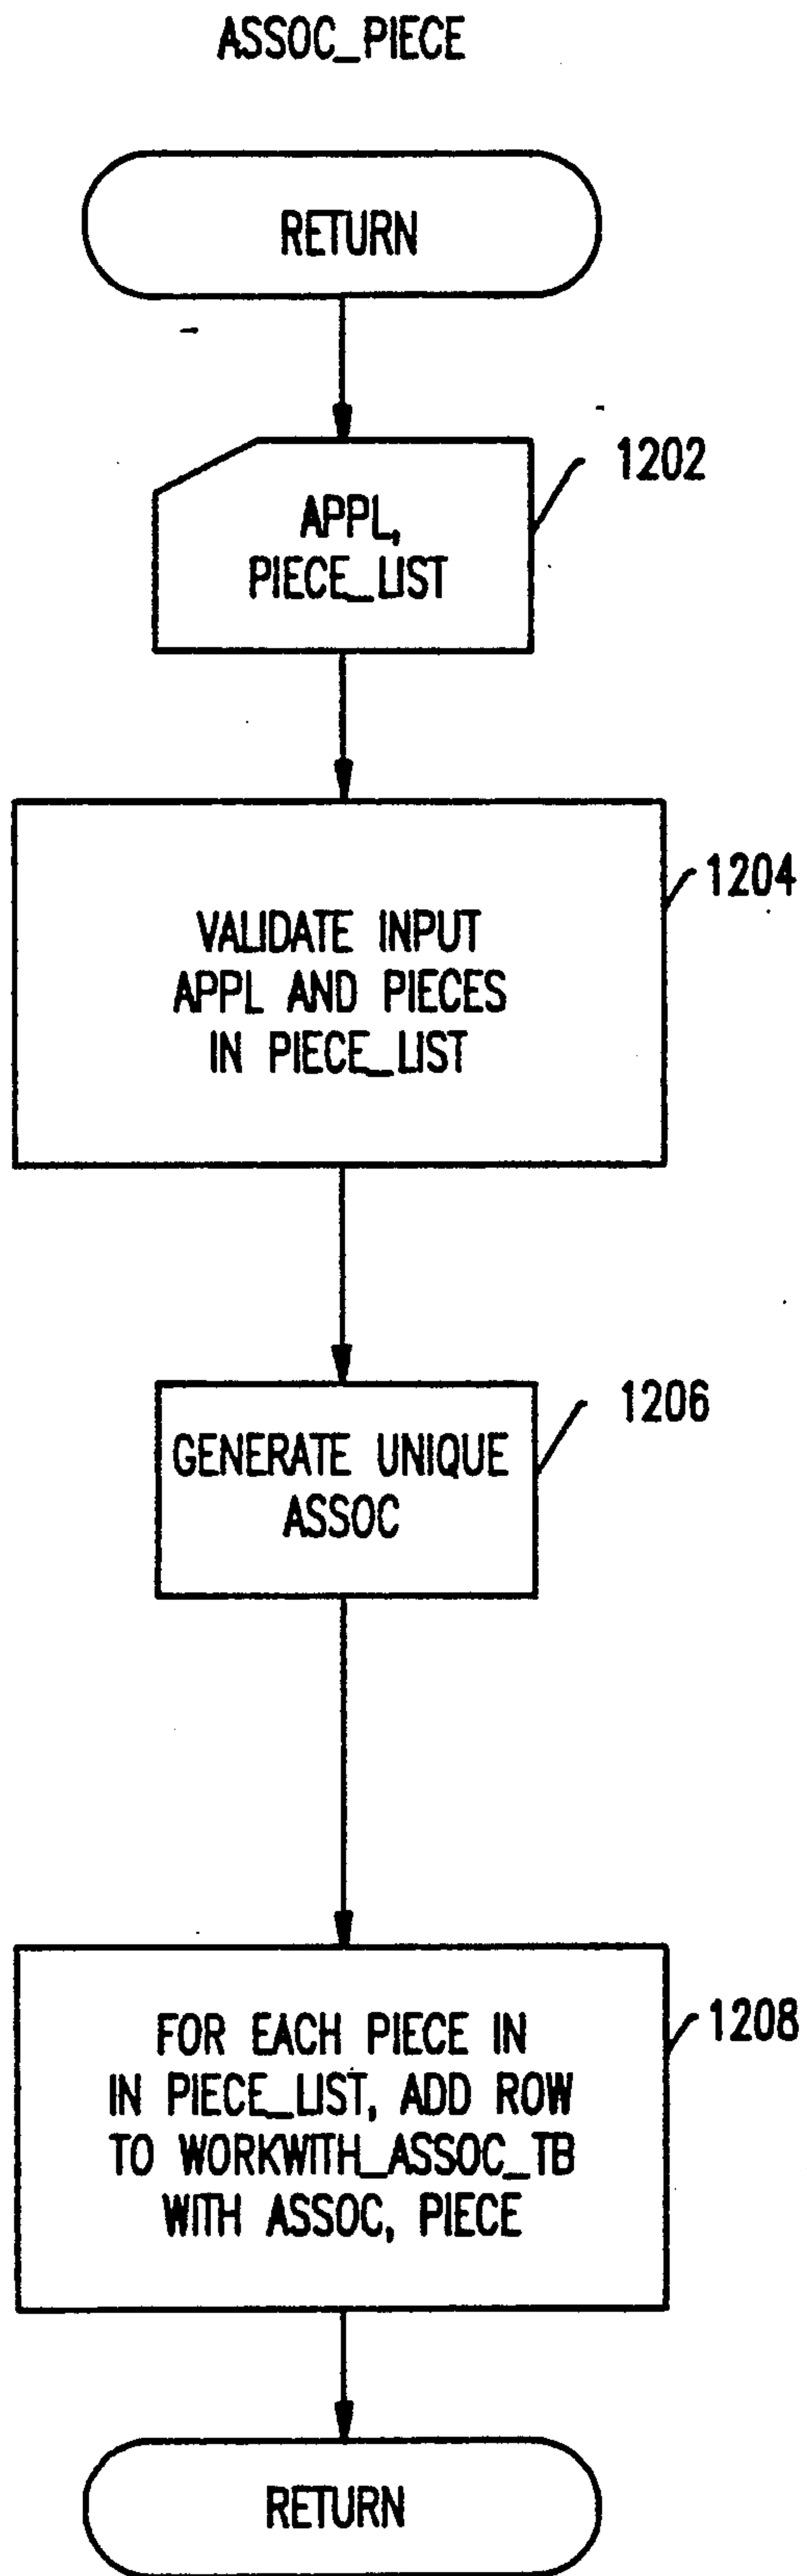 ASSOC_PIECE
RETURN
1202
APPL,
PIECE_LIST
1204
VALIDATE INPUT
APPL AND PIECES
IN PIECE_LIST
1206
GENERATE UNIQUE
ASSOC
1208
FOR EACH PIECE IN
IN PIECE_LIST, ADD ROW
TO WORKWITH_ASSOC_TB
WITH ASSOC, PIECE
RETURN